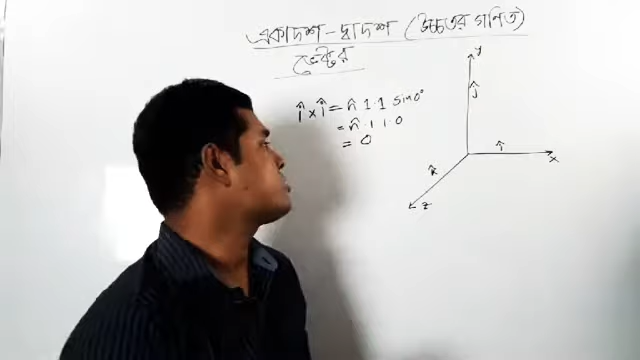 একাদশ - দ্বাদশ (উচ্চতর গণিত)
ভেক্টর
î × î = n̂ 1·1 sin0°
= n̂ · 1 1 · 0
= 0
y
ĵ
î
x
k̂
z